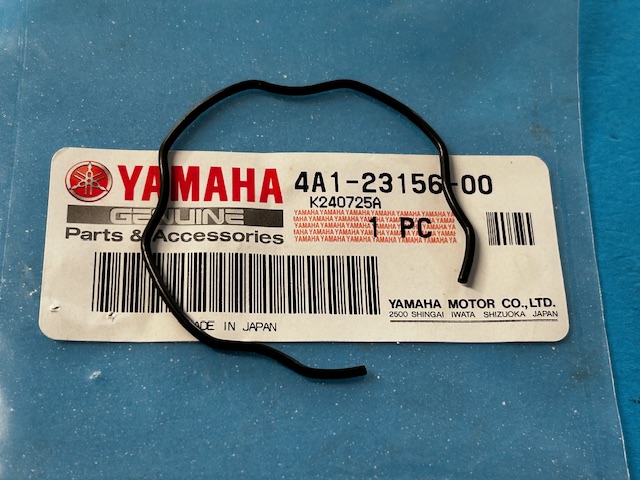 YAMAHA 4A1-23156-00
K240725A
GENUINE
Parts & Accessories
1 PC
YAMAHA MOTOR CO., LTD.
2500 SHINGAI IWATA SHIZUOKA JAPAN
MADE IN JAPAN